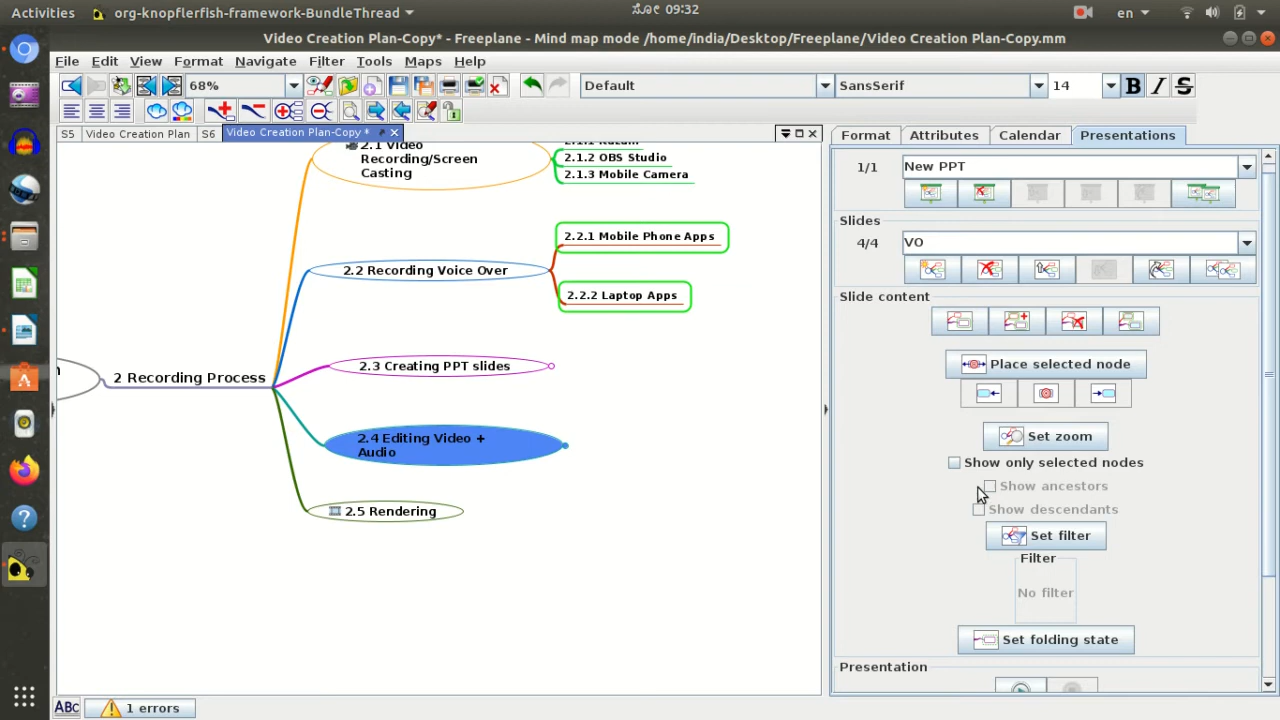 Activities
org-knopflerfish-framework-BundleThread
09:32
en
Video Creation Plan-Copy* - Freeplane - Mind map mode /home/india/Desktop/Freeplane/Video Creation Plan-Copy.mm
File Edit View Format Navigate Filter Tools Maps Help
68%
Default
SansSerif
14
B I S
S5
Video Creation Plan
S6
Video Creation Plan-Copy *
Format
Attributes
Calendar
Presentations
2.1 Video
Recording/Screen
Casting
2.1.2 OBS Studio
2.1.3 Mobile Camera
2.2 Recording Voice Over
2.2.1 Mobile Phone Apps
2.2.2 Laptop Apps
2.3 Creating PPT slides
2 Recording Process
2.4 Editing Video +
Audio
2.5 Rendering
1/1
New PPT
Slides
4/4
VO
Slide content
Place selected node
Set zoom
Show only selected nodes
Show ancestors
Show descendants
Set filter
Filter
No filter
Set folding state
Presentation
ABc
1 errors